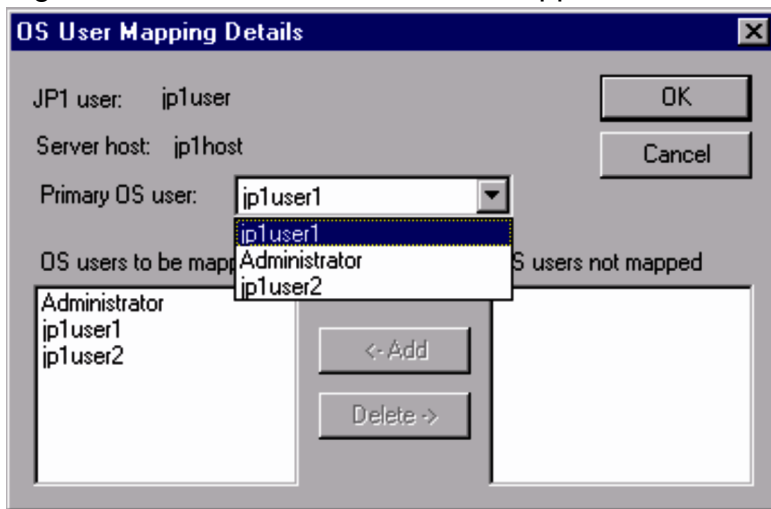 OS User Mapping Details
JP1 user: jp1user
OK
Server host: jp1host
Cancel
Primary OS user: jp1user1
jp1user1
Administrator
jp1user2
OS users to be
S users not mapped
Administrator
jp1user1
jp1user2
<-Add
Delete->